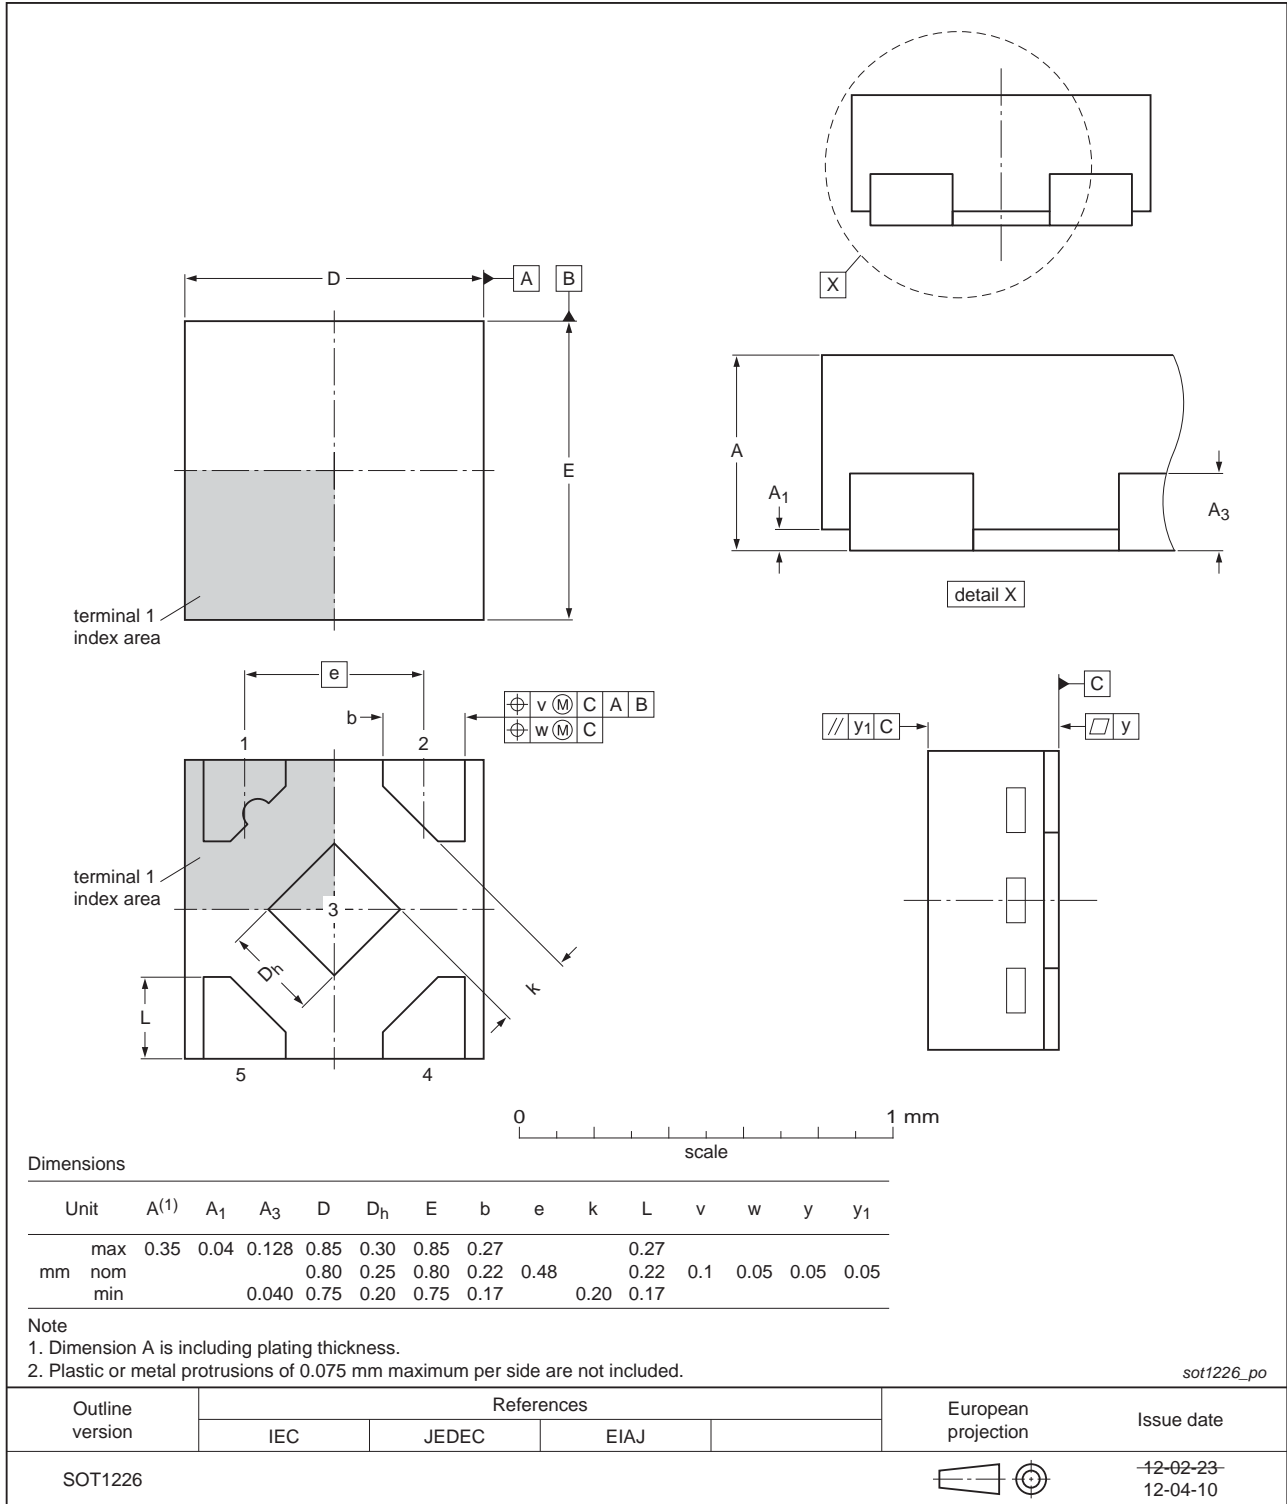 X
D A B
E
terminal 1
index area
A
A1
A3
detail X
e
b
v M C A B
w M C
1 2
terminal 1
index area
3
Dh
k
L
5 4
C
// y1 C
y
0 1 mm
scale
Dimensions
Unit A(1) A1 A3 D Dh E b e k L v w y y1
max 0.35 0.04 0.128 0.85 0.30 0.85 0.27 0.27
mm nom 0.80 0.25 0.80 0.22 0.48 0.22 0.1 0.05 0.05 0.05
min 0.040 0.75 0.20 0.75 0.17 0.20 0.17
Note
1. Dimension A is including plating thickness.
2. Plastic or metal protrusions of 0.075 mm maximum per side are not included.
sot1226_po
Outline
version
References
IEC JEDEC EIAJ
European
projection
Issue date
SOT1226
12-02-23
12-04-10